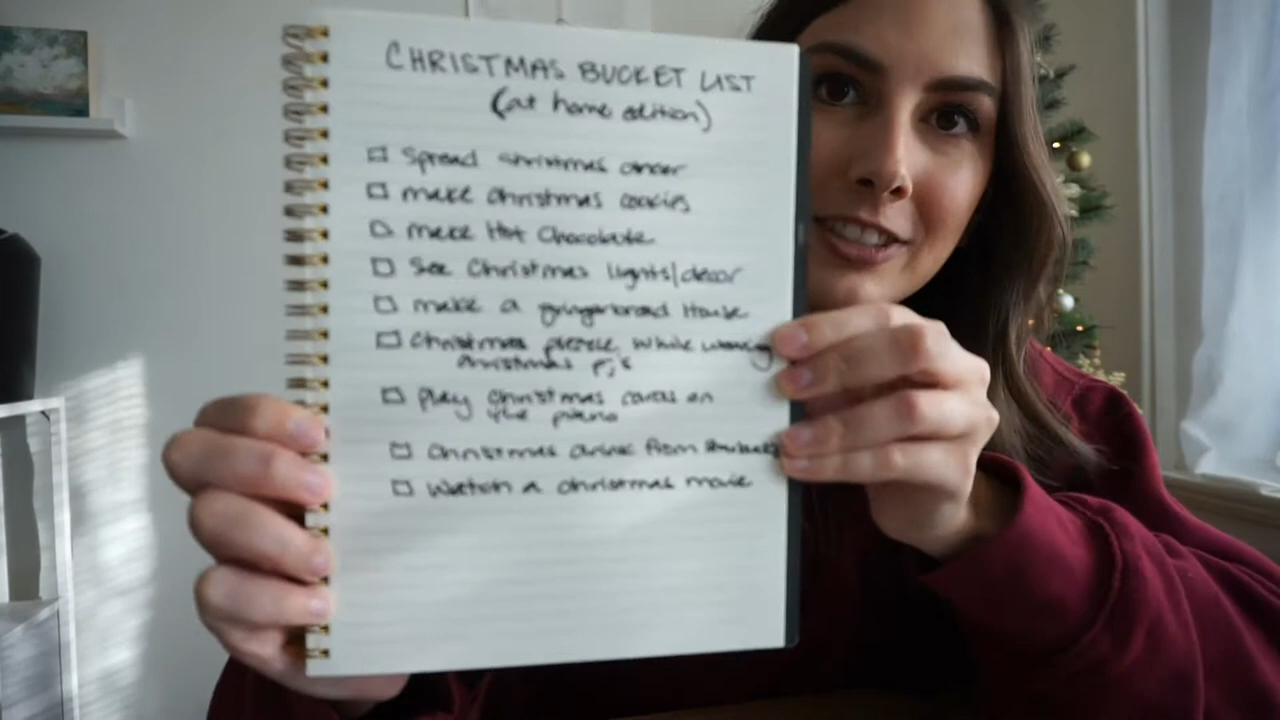 CHRISTMAS BUCKET LIST
(at home edition)
Spread christmas cheer
make christmas cookies
make Hot Chocolate
See Christmas lights/decor
make a gingerbread House
Christmas puzzle while wearing
christmas pj's
play christmas carols on
the piano
Christmas drink from
Watch a christmas movie